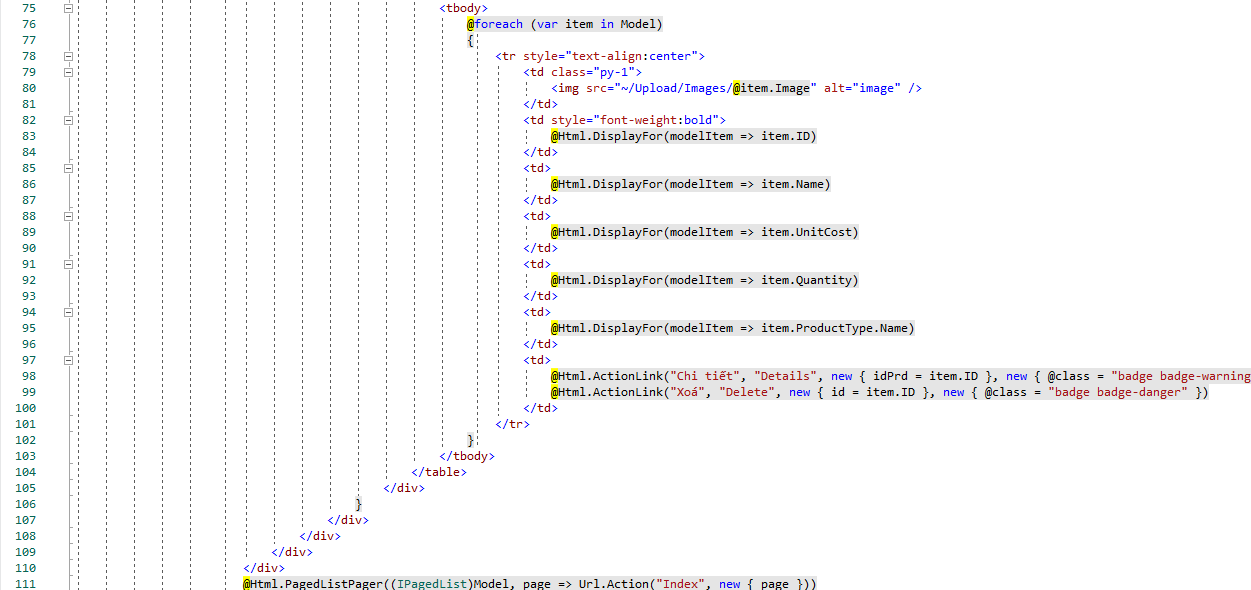 75 <tbody>
76 @foreach (var item in Model)
77 {
78 <tr style="text-align:center">
79 <td class="py-1">
80 <img src="~/Upload/Images/@item.Image" alt="image" />
81 </td>
82 <td style="font-weight:bold">
83 @Html.DisplayFor(modelItem => item.ID)
84 </td>
85 <td>
86 @Html.DisplayFor(modelItem => item.Name)
87 </td>
88 <td>
89 @Html.DisplayFor(modelItem => item.UnitCost)
90 </td>
91 <td>
92 @Html.DisplayFor(modelItem => item.Quantity)
93 </td>
94 <td>
95 @Html.DisplayFor(modelItem => item.ProductType.Name)
96 </td>
97 <td>
98 @Html.ActionLink("Chi tiết", "Details", new { idPrd = item.ID }, new { @class = "badge badge-warning
99 @Html.ActionLink("Xoá", "Delete", new { id = item.ID }, new { @class = "badge badge-danger" })
100 </td>
101 </tr>
102 }
103 </tbody>
104 </table>
105 </div>
106 }
107 </div>
108 </div>
109 </div>
110 </div>
111 @Html.PagedListPager((IPagedList)Model, page => Url.Action("Index", new { page }))